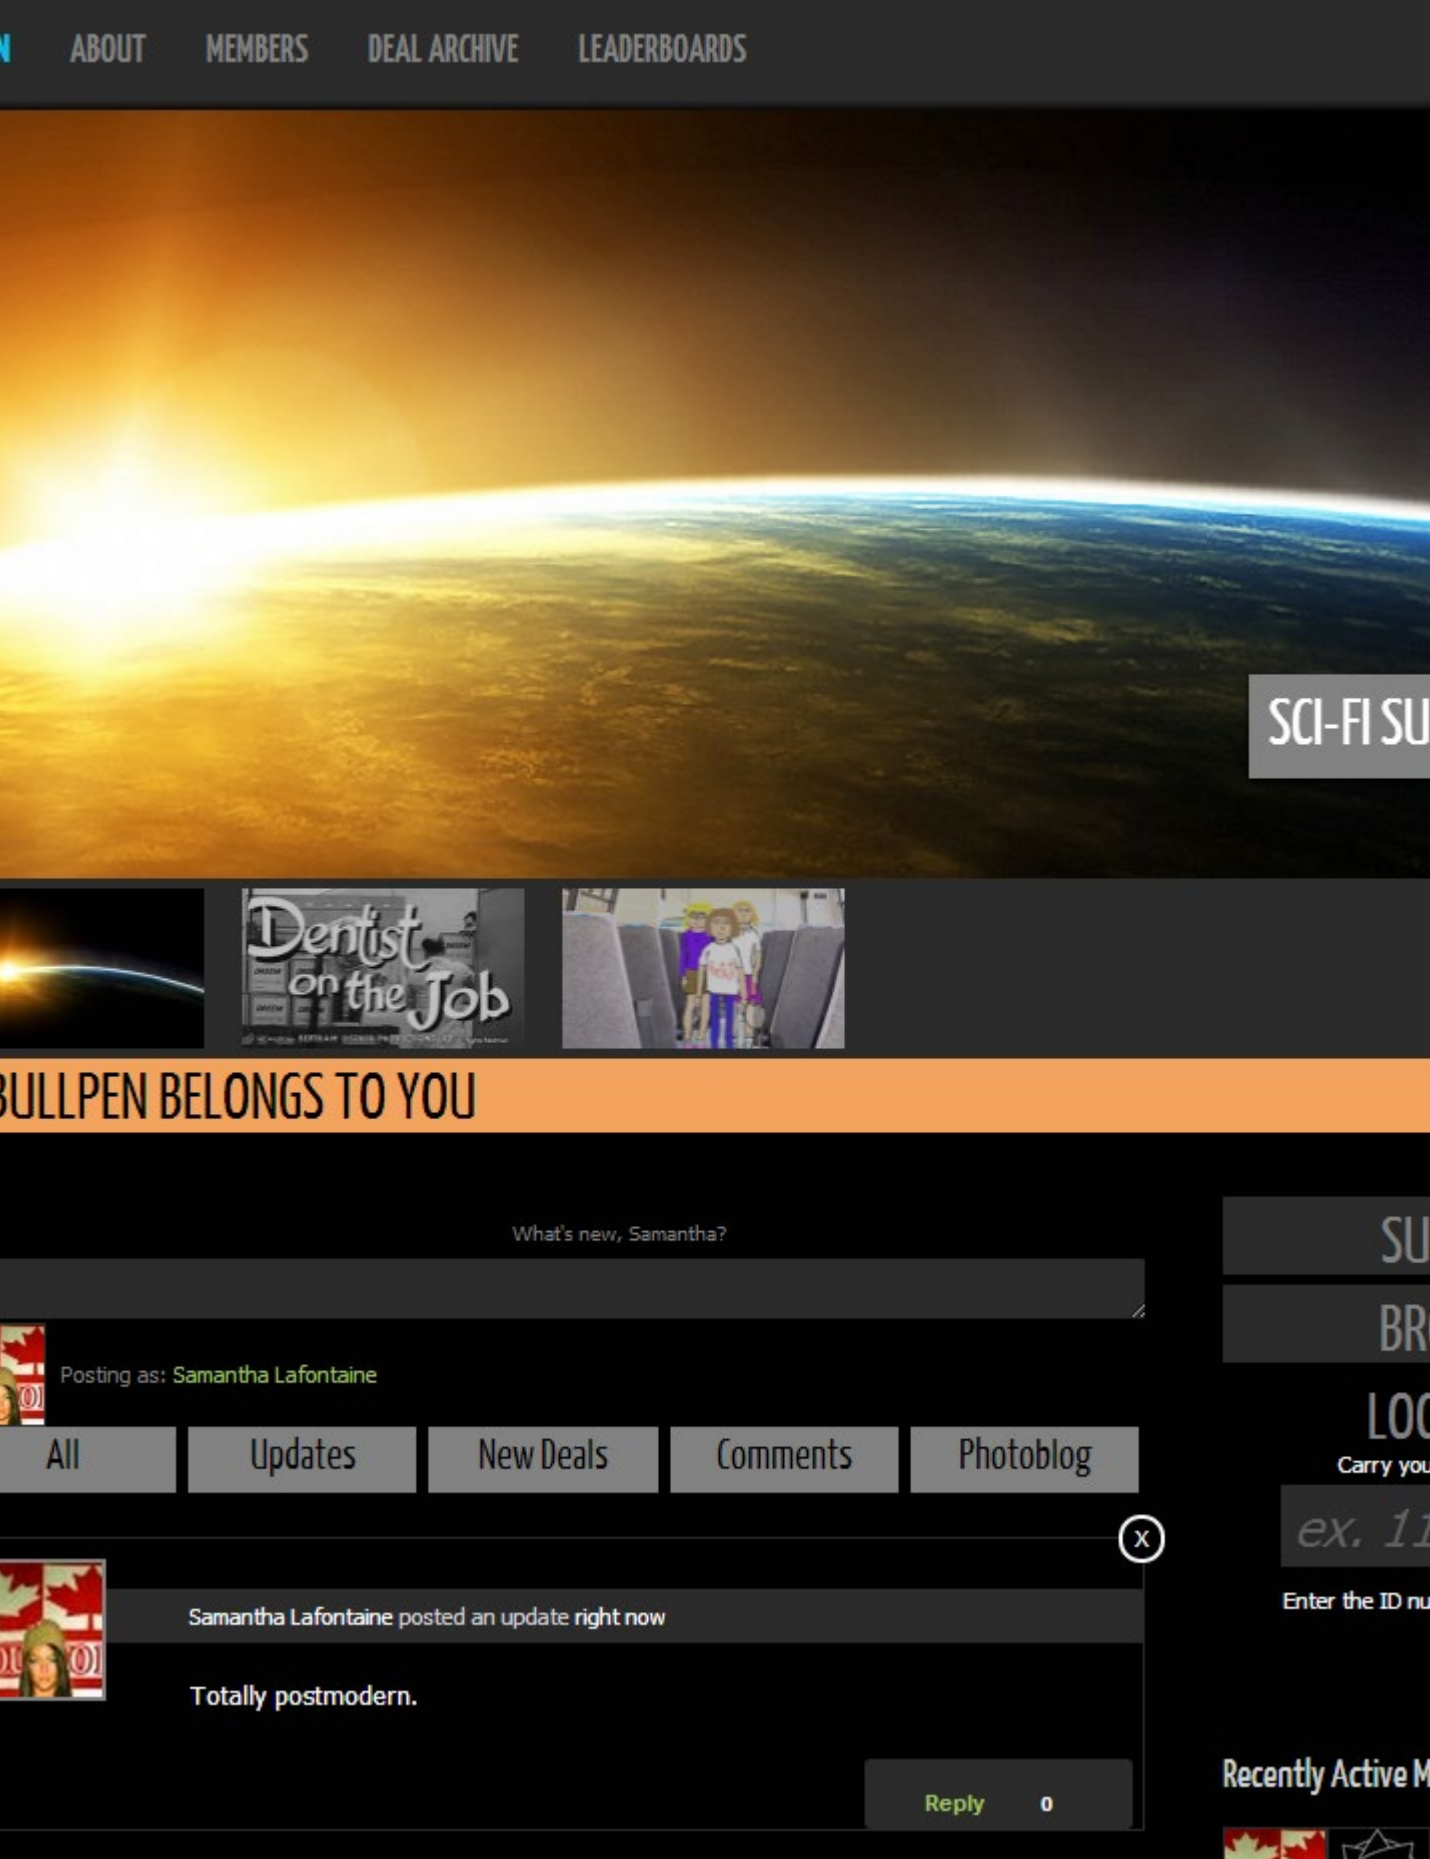 N ABOUT MEMBERS DEAL ARCHIVE LEADERBOARDS
SCI-FI SU
Dentist
on the Job
BULLPEN BELONGS TO YOU
What's new, Samantha?
SU
BR
Posting as: Samantha Lafontaine
LOO
All Updates New Deals Comments Photoblog
Carry you
ex. 11
X
Enter the ID nu
Samantha Lafontaine posted an update right now
Totally postmodern.
Recently Active M
Reply 0